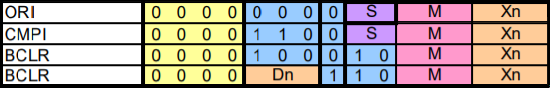 ORI 0 0 0 0 0 0 0 0 S M Xn
CMPI 0 0 0 0 1 1 0 0 S M Xn
BCLR 0 0 0 0 1 0 0 0 1 0 M Xn
BCLR 0 0 0 0 Dn 1 1 0 M Xn